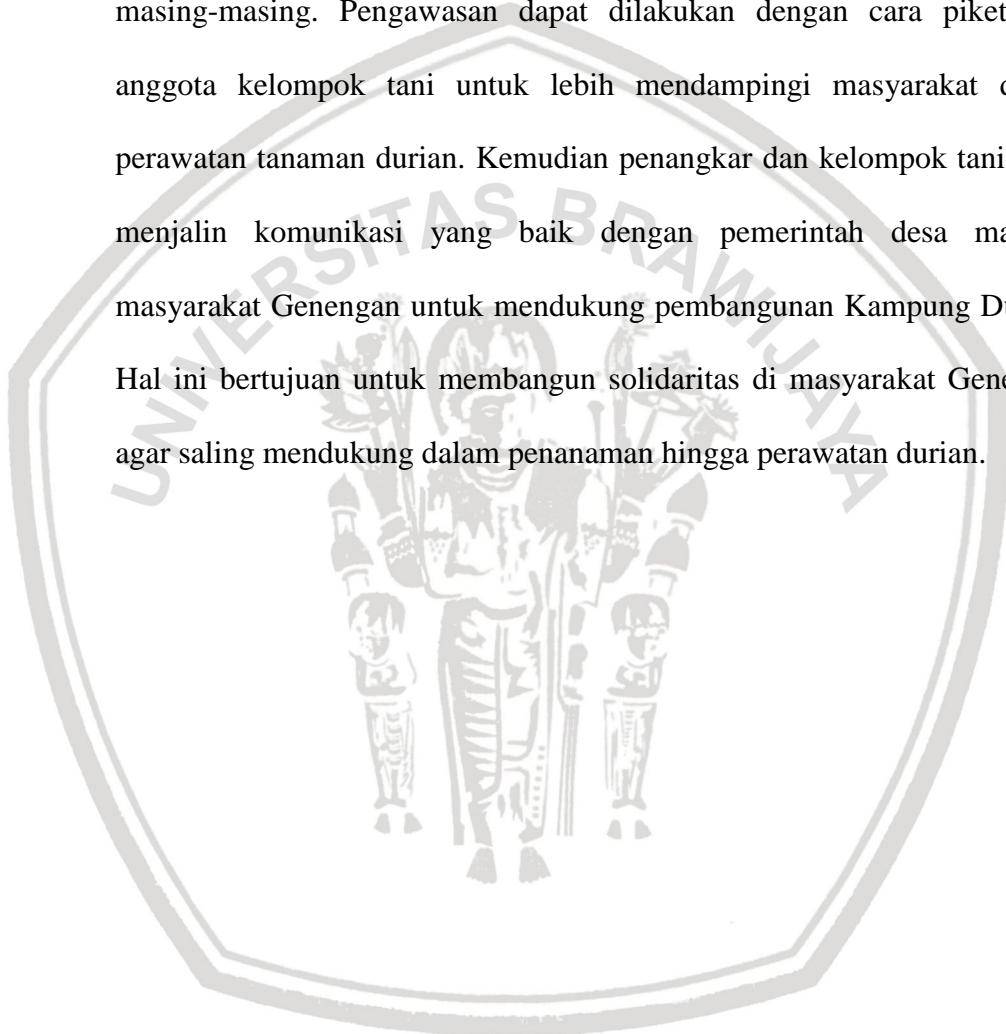 masing-masing. Pengawasan dapat dilakukan dengan cara piket
anggota kelompok tani untuk lebih mendampingi masyarakat
perawatan tanaman durian. Kemudian penangkar dan kelompok tani
menjalin komunikasi yang baik dengan pemerintah desa
masyarakat Genengan untuk mendukung pembangunan Kampung
Hal ini bertujuan untuk membangun solidaritas di masyarakat
agar saling mendukung dalam penanaman hingga perawatan durian.
UNIVERSITAS BRAWIJAYA